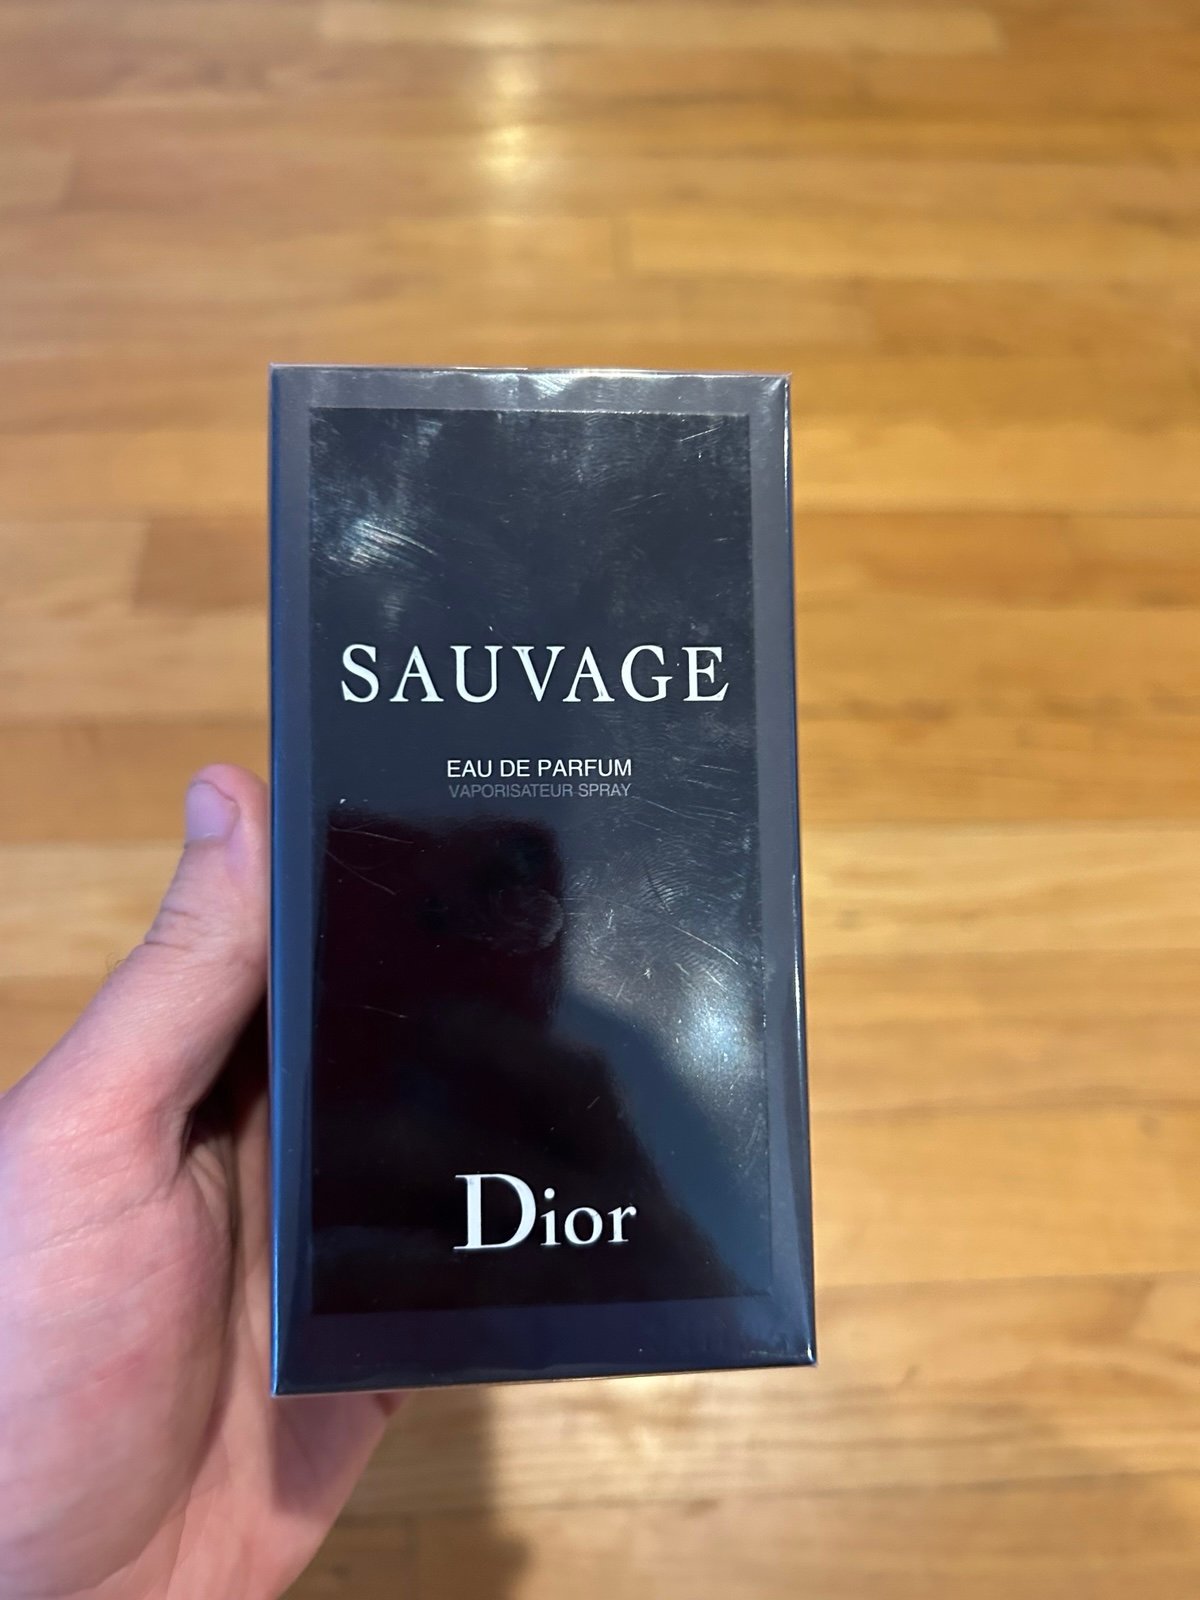 SAUVAGE
EAU DE PARFUM
VAPORISATEUR SPRAY
Dior